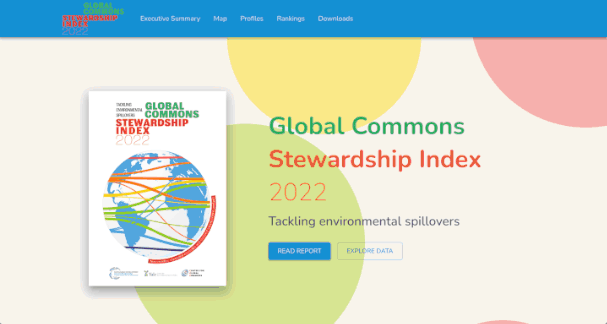 GLOBAL
COMMONS
STEWARDSHIP
INDEX
2022
Executive Summary
Map
Profiles
Rankings
Downloads
TACKLING
ENVIRONMENTAL
SPILLOVERS
GLOBAL
COMMONS
STEWARDSHIP
INDEX
2022
Global Commons
Stewardship Index
2022
Tackling environmental spillovers
READ REPORT
EXPLORE DATA